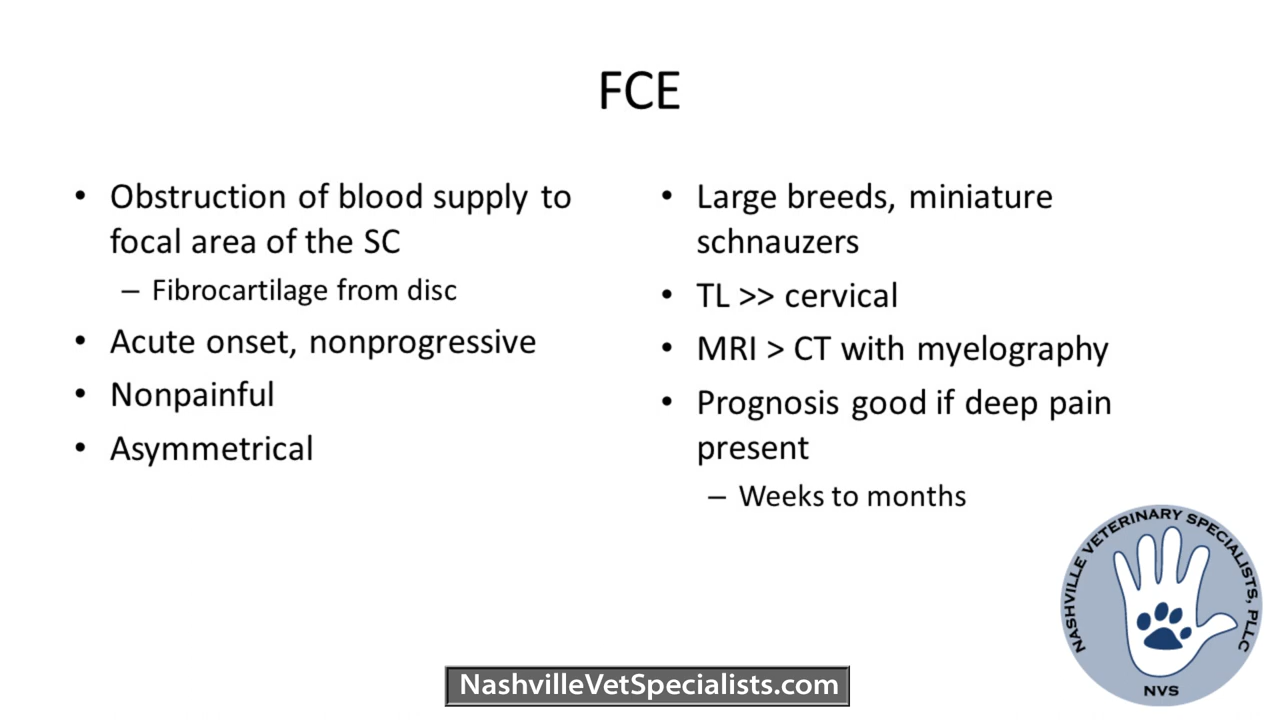 FCE
• Obstruction of blood supply to
focal area of the SC
– Fibrocartilage from disc
• Acute onset, nonprogressive
• Nonpainful
• Asymmetrical
• Large breeds, miniature
schnauzers
• TL >> cervical
• MRI > CT with myelography
• Prognosis good if deep pain
present
– Weeks to months
NASHVILLE VETERINARY SPECIALISTS, PLLC
NVS
NashvilleVetSpecialists.com